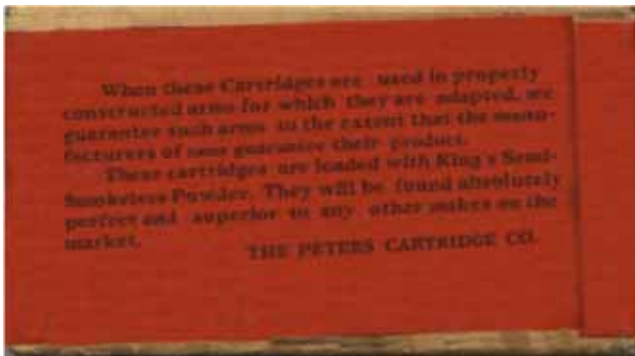 When these Cartridges are used in properly
constructed arms for which they are adapted, we
guarantee such arms to the extent that the manu-
facturers of same guarantee their product.
These cartridges are loaded with King's Semi-
Smokeless Powder. They will be found absolutely
perfect and superior to any other makes on the
market.
THE PETERS CARTRIDGE CO.